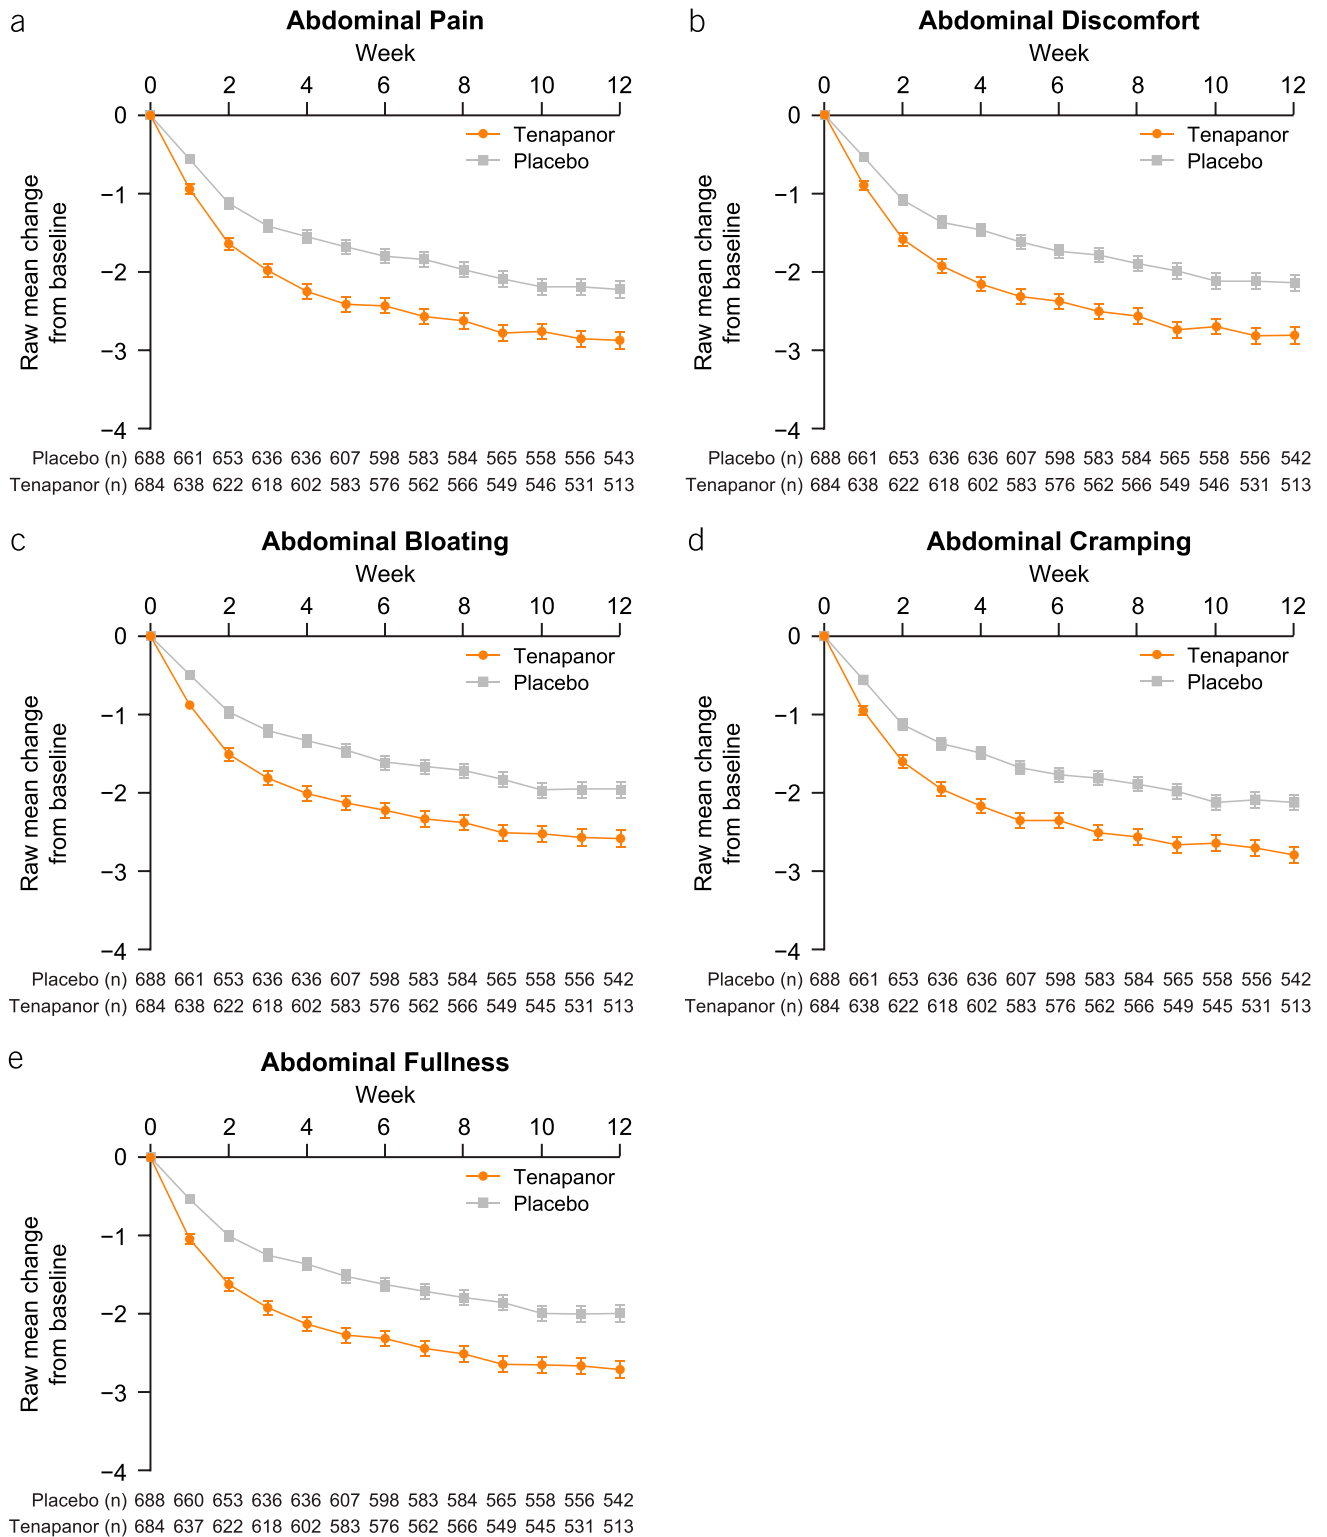 a
Abdominal Pain
Week
0 2 4 6 8 10 12
0
−1
−2
−3
−4
Raw mean change
from baseline
Tenapanor
Placebo
Placebo (n) 688 661 653 636 636 607 598 583 584 565 558 556 543
Tenapanor (n) 684 638 622 618 602 583 576 562 566 549 546 531 513
b
Abdominal Discomfort
Week
0 2 4 6 8 10 12
0
−1
−2
−3
−4
Raw mean change
from baseline
Tenapanor
Placebo
Placebo (n) 688 661 653 636 636 607 598 583 584 565 558 556 542
Tenapanor (n) 684 638 622 618 602 583 576 562 566 549 546 531 513
c
Abdominal Bloating
Week
0 2 4 6 8 10 12
0
−1
−2
−3
−4
Raw mean change
from baseline
Tenapanor
Placebo
Placebo (n) 688 661 653 636 636 607 598 583 584 565 558 556 542
Tenapanor (n) 684 638 622 618 602 583 576 562 566 549 545 531 513
d
Abdominal Cramping
Week
0 2 4 6 8 10 12
0
−1
−2
−3
−4
Raw mean change
from baseline
Tenapanor
Placebo
Placebo (n) 688 661 653 636 636 607 598 583 584 565 558 556 542
Tenapanor (n) 684 638 622 618 602 583 576 562 566 549 545 531 513
e
Abdominal Fullness
Week
0 2 4 6 8 10 12
0
−1
−2
−3
−4
Raw mean change
from baseline
Tenapanor
Placebo
Placebo (n) 688 660 653 636 636 607 598 583 584 565 558 556 542
Tenapanor (n) 684 637 622 618 602 583 576 562 566 549 545 531 513